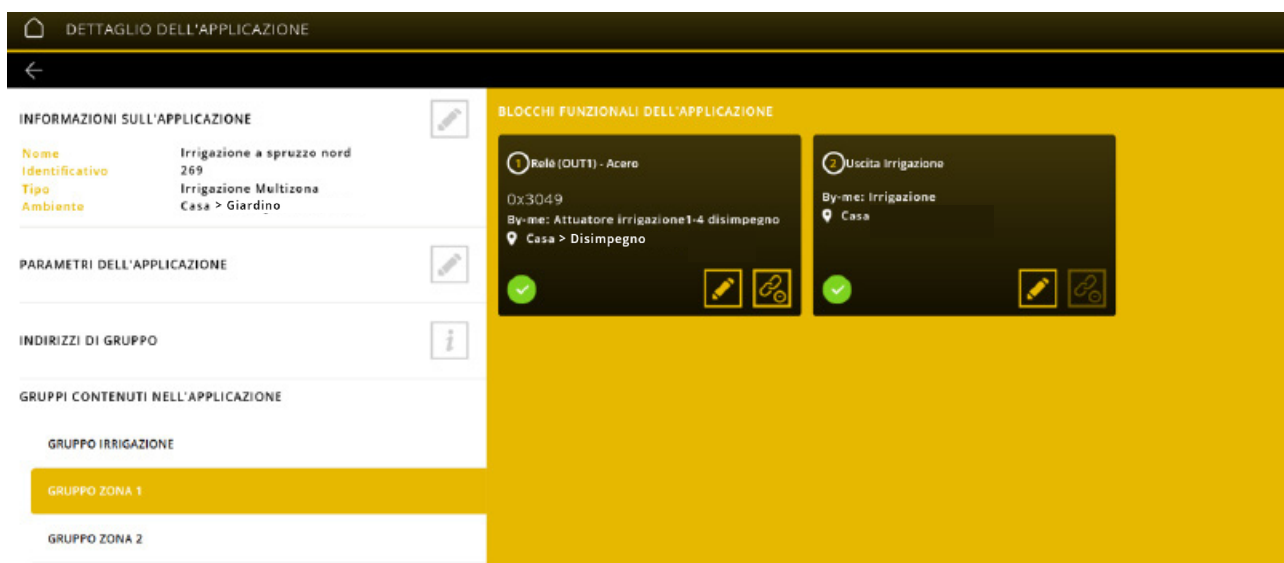 DETTAGLIO DELL'APPLICAZIONE
INFORMAZIONI SULL'APPLICAZIONE
Nome Irrigazione a spruzzo nord
Identificativo 269
Tipo Irrigazione Multizona
Ambiente Casa > Giardino
PARAMETRI DELL'APPLICAZIONE
INDIRIZZI DI GRUPPO
i
GRUPPI CONTENUTI NELL'APPLICAZIONE
GRUPPO IRRIGAZIONE
GRUPPO ZONA 1
GRUPPO ZONA 2
BLOCCHI FUNZIONALI DELL'APPLICAZIONE
1 Relè (OUT1) - Acero
0x3049
By-me: Attuatore irrigazione1-4 disimpegno
Casa > Disimpegno
2 Uscita Irrigazione
By-me: Irrigazione
Casa